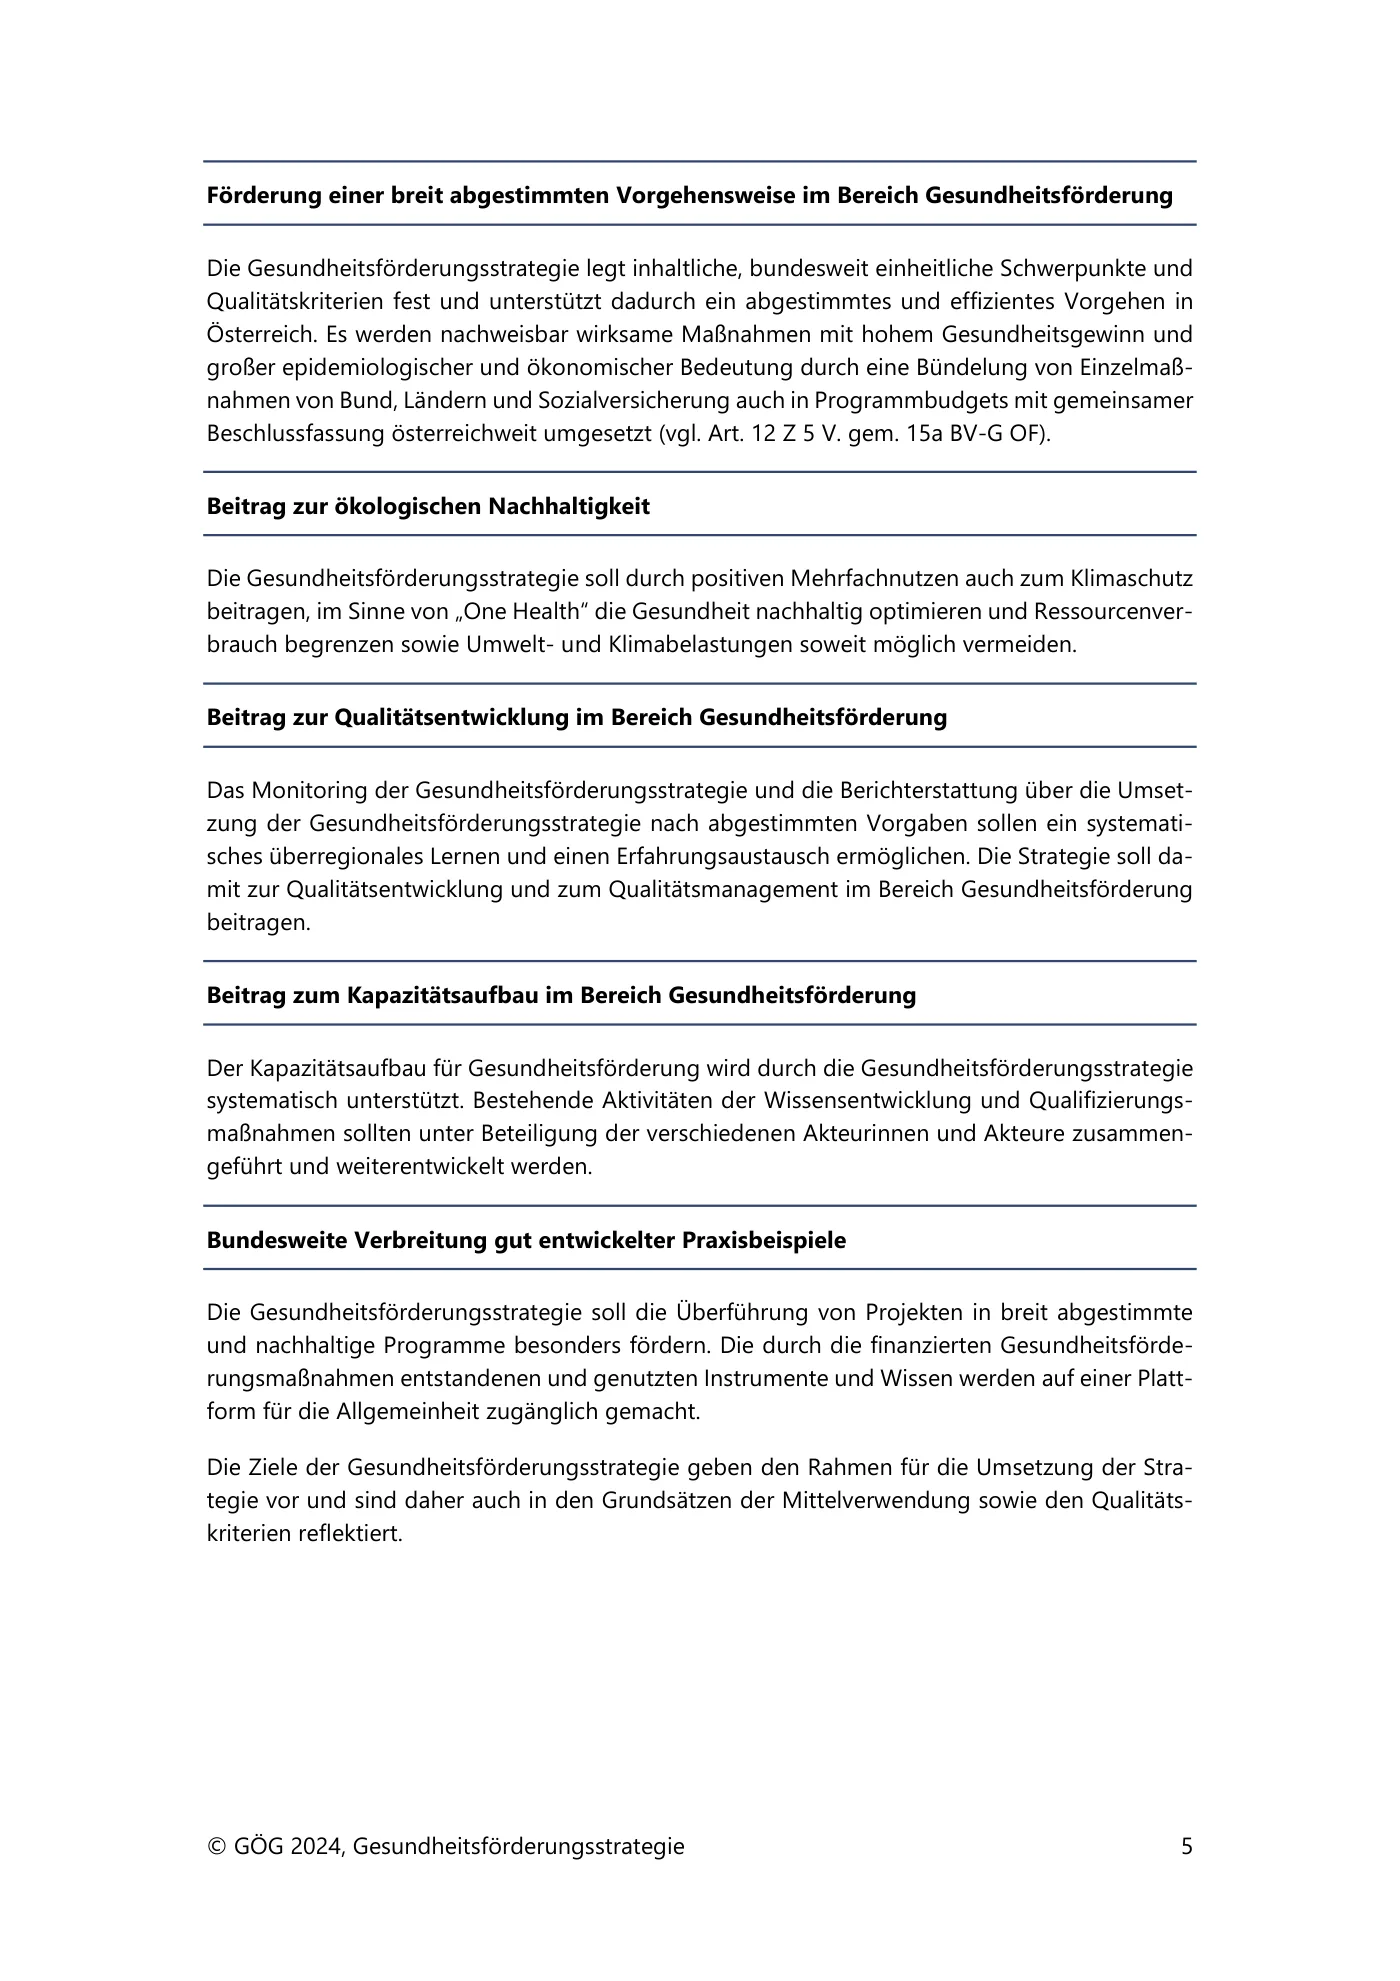 Förderung einer breit abgestimmten Vorgehensweise im Bereich Gesundheitsförderung
Die Gesundheitsförderungsstrategie legt inhaltliche, bundesweit einheitliche Schwerpunkte und
Qualitätskriterien fest und unterstützt dadurch ein abgestimmtes und effizientes Vorgehen in
Österreich. Es werden nachweisbar wirksame Maßnahmen mit hohem Gesundheitsgewinn und
großer epidemiologischer und ökonomischer Bedeutung durch eine Bündelung von Einzelmaß-
nahmen von Bund, Ländern und Sozialversicherung auch in Programmbudgets mit gemeinsamer
Beschlussfassung österreichweit umgesetzt (vgl. Art. 12 Z 5 V. gem. 15a BV-G OF).
Beitrag zur ökologischen Nachhaltigkeit
Die Gesundheitsförderungsstrategie soll durch positiven Mehrfachnutzen auch zum Klimaschutz
beitragen, im Sinne von „One Health“ die Gesundheit nachhaltig optimieren und Ressourcenver-
brauch begrenzen sowie Umwelt- und Klimabelastungen soweit möglich vermeiden.
Beitrag zur Qualitätsentwicklung im Bereich Gesundheitsförderung
Das Monitoring der Gesundheitsförderungsstrategie und die Berichterstattung über die Umset-
zung der Gesundheitsförderungsstrategie nach abgestimmten Vorgaben sollen ein systemati-
sches überregionales Lernen und einen Erfahrungsaustausch ermöglichen. Die Strategie soll da-
mit zur Qualitätsentwicklung und zum Qualitätsmanagement im Bereich Gesundheitsförderung
beitragen.
Beitrag zum Kapazitätsaufbau im Bereich Gesundheitsförderung
Der Kapazitätsaufbau für Gesundheitsförderung wird durch die Gesundheitsförderungsstrategie
systematisch unterstützt. Bestehende Aktivitäten der Wissensentwicklung und Qualifizierungs-
maßnahmen sollten unter Beteiligung der verschiedenen Akteurinnen und Akteure zusammen-
geführt und weiterentwickelt werden.
Bundesweite Verbreitung gut entwickelter Praxisbeispiele
Die Gesundheitsförderungsstrategie soll die Überführung von Projekten in breit abgestimmte
und nachhaltige Programme besonders fördern. Die durch die finanzierten Gesundheitsförde-
rungsmaßnahmen entstandenen und genutzten Instrumente und Wissen werden auf einer Platt-
form für die Allgemeinheit zugänglich gemacht.
Die Ziele der Gesundheitsförderungsstrategie geben den Rahmen für die Umsetzung der Stra-
tegie vor und sind daher auch in den Grundsätzen der Mittelverwendung sowie den Qualitäts-
kriterien reflektiert.
© GÖG 2024, Gesundheitsförderungsstrategie 5